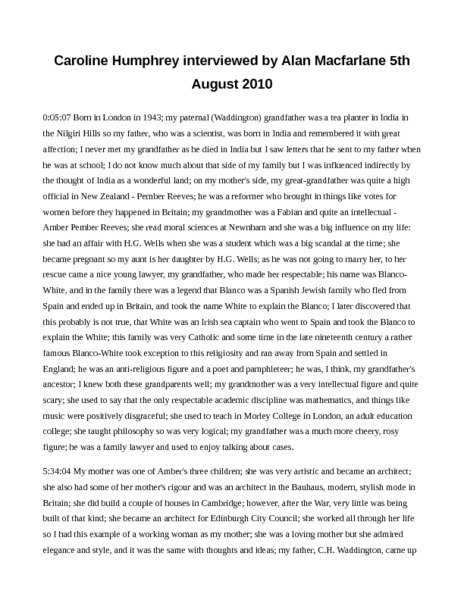 Caroline Humphrey interviewed by Alan Macfarlane 5th
August 2010
0:05:07 Born in London in 1943; my paternal (Waddington) grandfather was a tea planter in India in
the Nilgiri Hills so my father, who was a scientist, was born in India and remembered it with great
affection; I never met my grandfather as he died in India but I saw letters that he sent to my father when
he was at school; I do not know much about that side of my family but I was influenced indirectly by
the thought of India as a wonderful land; on my mother's side, my great-grandfather was quite a high
official in New Zealand - Pember Reeves; he was a reformer who brought in things like votes for
women before they happened in Britain; my grandmother was a Fabian and quite an intellectual -
Amber Pember Reeves; she read moral sciences at Newnham and she was a big influence on my life:
she had an affair with H.G. Wells when she was a student which was a big scandal at the time; she
became pregnant so my aunt is her daughter by H.G. Wells; as he was not going to marry her, to her
rescue came a nice young lawyer, my grandfather, who made her respectable; his name was Blanco-
White, and in the family there was a legend that Blanco was a Spanish Jewish family who fled from
Spain and ended up in Britain, and took the name White to explain the Blanco; I later discovered that
this probably is not true, that White was an Irish sea captain who went to Spain and took the Blanco to
explain the White; this family was very Catholic and some time in the late nineteenth century a rather
famous Blanco-White took exception to this religiosity and ran away from Spain and settled in
England; he was an anti-religious figure and a poet and pamphleteer; he was, I think, my grandfather's
ancestor; I knew both these grandparents well; my grandmother was a very intellectual figure and quite
scary; she used to say that the only respectable academic discipline was mathematics, and things like
music were positively disgraceful; she used to teach in Morley College in London, an adult education
college; she taught philosophy so was very logical; my grandfather was a much more cheery, rosy
figure; he was a family lawyer and used to enjoy talking about cases.
5:34:04 My mother was one of Amber's three children; she was very artistic and became an architect;
she also had some of her mother's rigour and was an architect in the Bauhaus, modern, stylish mode in
Britain; she did build a couple of houses in Cambridge; however, after the War, very little was being
built of that kind; she became an architect for Edinburgh City Council; she worked all through her life
so I had this example of a working woman as my mother; she was a loving mother but she admired
elegance and style, and it was the same with thoughts and ideas; my father, C.H. Waddington, came up